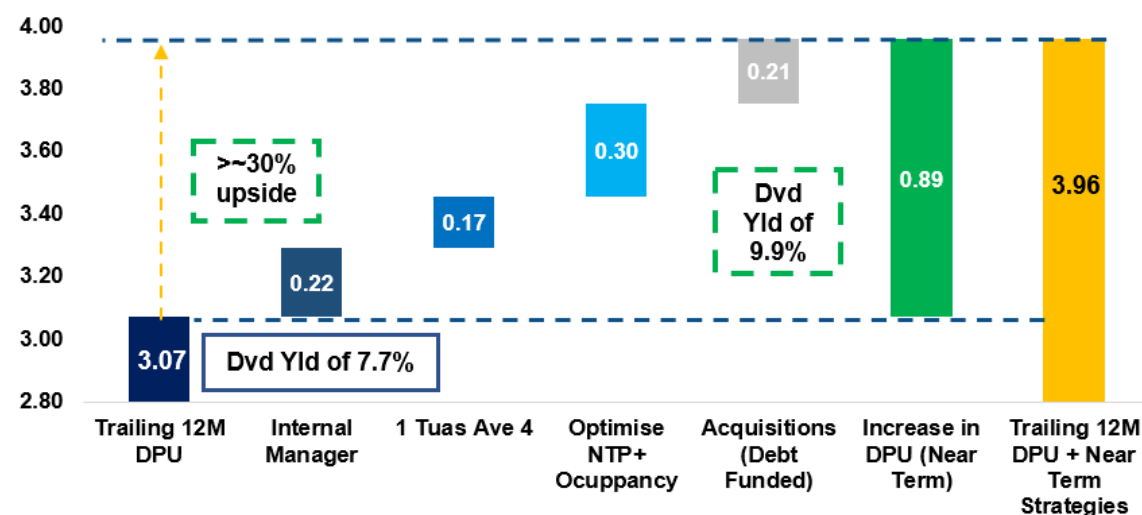 4.00
3.80
3.60
3.40
3.20
3.00
2.80
>~30%
upside
Dvd Yld of 7.7%
Dvd
Yld of
9.9%
3.07
0.22
0.17
0.30
0.21
0.89
3.96
Trailing 12M
DPU
Internal
Manager
1 Tuas Ave 4
Optimise
NTP+
Ocuppancy
Acquisitions
(Debt
Funded)
Increase in
DPU (Near
Term)
Trailing 12M
DPU + Near
Term
Strategies